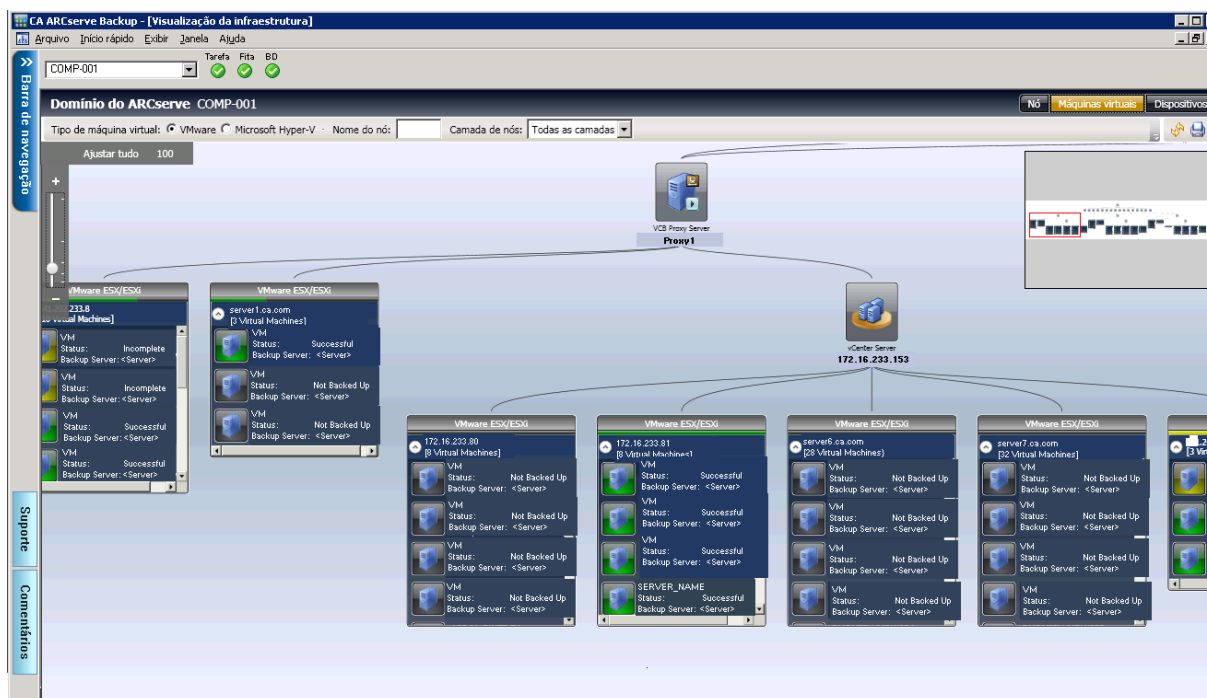 CA ARCserve Backup - [Visualização da infraestrutura]
Arquivo Início rápido Exibir Janela Ajuda
COMP-001
Tarefa Fita BD
Barra de navegação
Suporte
Comentários
Domínio do ARCserve COMP-001
Nó Máquinas virtuais Dispositivos
Tipo de máquina virtual: VMware Microsoft Hyper-V Nome do nó: Camada de nós: Todas as camadas
Ajustar tudo 100
VCB Proxy Server
Proxy1
VMware ESX/ESXi
233.8
Virtual Machines]
VM
Status: Incomplete
Backup Server: <Server>
VM
Status: Incomplete
Backup Server: <Server>
VM
Status: Successful
Backup Server: <Server>
VM
Status: Successful
Backup Server: <Server>
VMware ESX/ESXi
server1.ca.com
[3 Virtual Machines]
VM
Status: Successful
Backup Server: <Server>
VM
Status: Not Backed Up
Backup Server: <Server>
VM
Status: Not Backed Up
Backup Server: <Server>
vCenter Server
172.16.233.153
VMware ESX/ESXi
172.16.233.80
[8 Virtual Machines]
VM
Status: Not Backed Up
Backup Server: <Server>
VM
Status: Not Backed Up
Backup Server: <Server>
VM
Status: Not Backed Up
Backup Server: <Server>
VM
Status: Not Backed Up
Backup Server: <Server>
VMware ESX/ESXi
172.16.233.81
[8 Virtual Machines]
VM
Status: Successful
Backup Server: <Server>
VM
Status: Successful
Backup Server: <Server>
VM
Status: Successful
Backup Server: <Server>
SERVER_NAME
Status: Successful
Backup Server: <Server>
VMware ESX/ESXi
server6.ca.com
[28 Virtual Machines}
VM
Status: Not Backed Up
Backup Server: <Server>
VM
Status: Not Backed Up
Backup Server: <Server>
VM
Status: Not Backed Up
Backup Server: <Server>
VM
Status: Not Backed Up
Backup Server: <Server>
VMware ESX/ESXi
server7.ca.com
[32 Virtual Machines]
VM
Status: Not Backed Up
Backup Server: <Server>
VM
Status: Not Backed Up
Backup Server: <Server>
VM
Status: Not Backed Up
Backup Server: <Server>
VM
Status: Not Backed Up
Backup Server: <Server>
[3